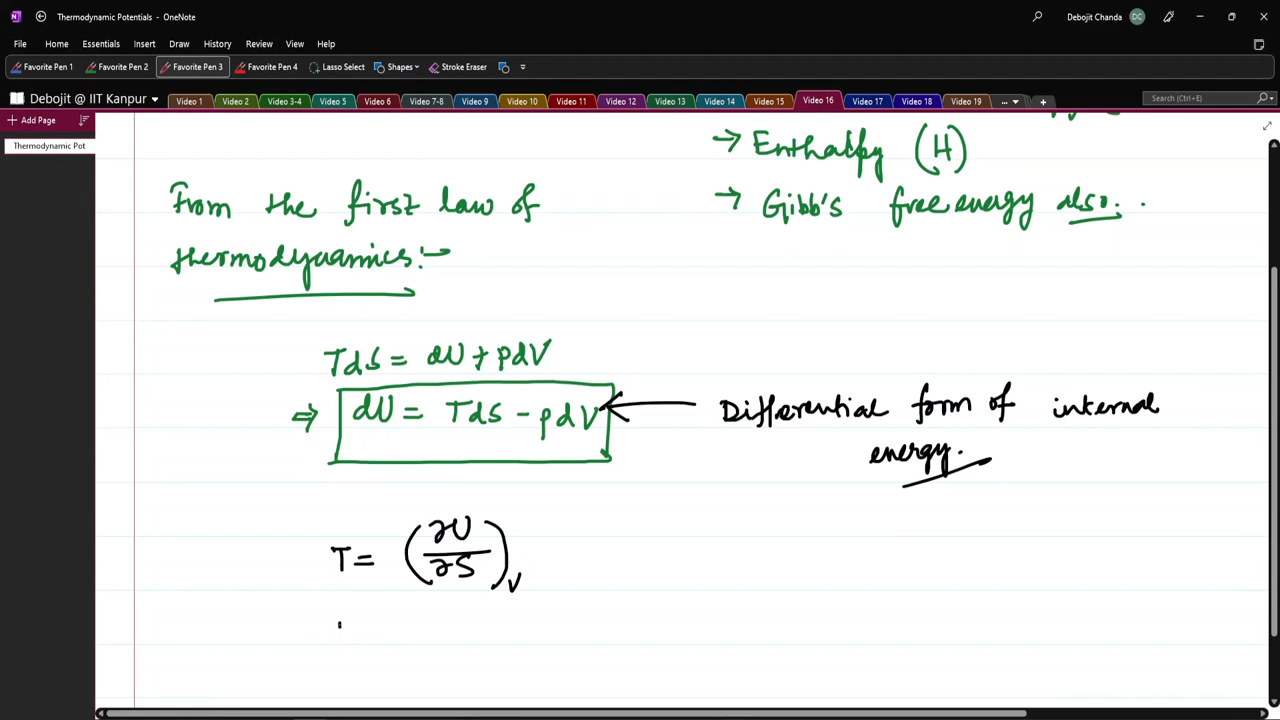 Thermodynamic Potentials - OneNote
Debojit Chanda DC
File Home Essentials Insert Draw History Review View Help
Favorite Pen 1 Favorite Pen 2 Favorite Pen 3 Favorite Pen 4 Lasso Select Shapes Stroke Eraser
Debojit @ IIT Kanpur Video 1 Video 2 Video 3-4 Video 5 Video 6 Video 7-8 Video 9 Video 10 Video 11 Video 12 Video 13 Video 14 Video 15 Video 16 Video 17 Video 18 Video 19 ... Search (Ctrl+E)
Add Page
Thermodynamic Pot
→ Enthalpy (H)
→ Gibb's free energy also..
From the first law of
thermodynamics:-
TdS = dU + pdV
⇒ dU = TdS - pdV
Differential form of internal
energy.
T = (∂U/∂S)_V